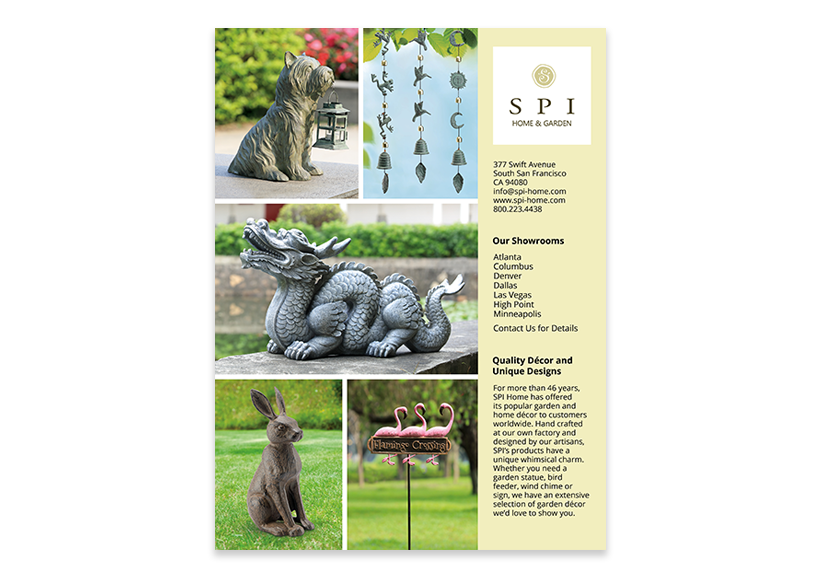 Flamingo Crossing
SPI
HOME & GARDEN
377 Swift Avenue
South San Francisco
CA 94080
info@spi-home.com
www.spi-home.com
800.223.4438
Our Showrooms
Atlanta
Columbus
Denver
Dallas
Las Vegas
High Point
Minneapolis
Contact Us for Details
Quality Décor and
Unique Designs
For more than 46 years,
SPI Home has offered
its popular garden and
home décor to customers
worldwide. Hand crafted
at our own factory and
designed by our artisans,
SPI's products have a
unique whimsical charm.
Whether you need a
garden statue, bird
feeder, wind chime or
sign, we have an extensive
selection of garden décor
we'd love to show you.